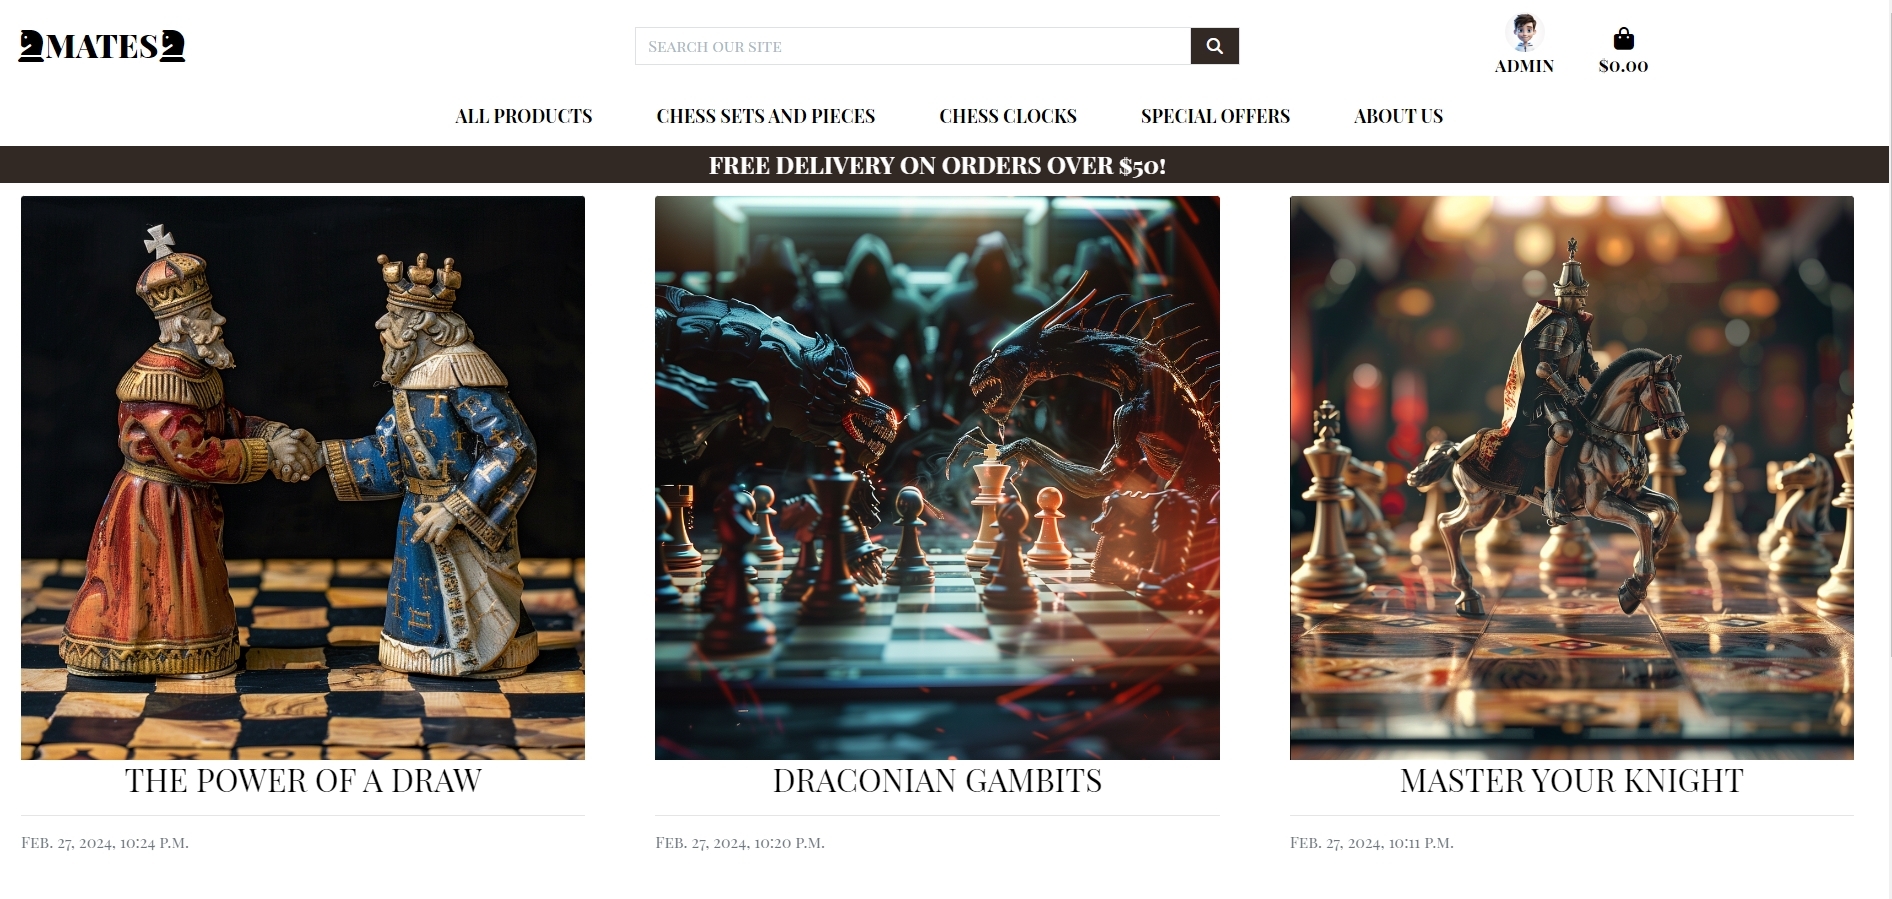 MATES
SEARCH OUR SITE
ADMIN
$0.00
ALL PRODUCTS
CHESS SETS AND PIECES
CHESS CLOCKS
SPECIAL OFFERS
ABOUT US
FREE DELIVERY ON ORDERS OVER $50!
THE POWER OF A DRAW
FEB. 27, 2024, 10:24 P.M.
DRACONIAN GAMBITS
FEB. 27, 2024, 10:20 P.M.
MASTER YOUR KNIGHT
FEB. 27, 2024, 10:11 P.M.